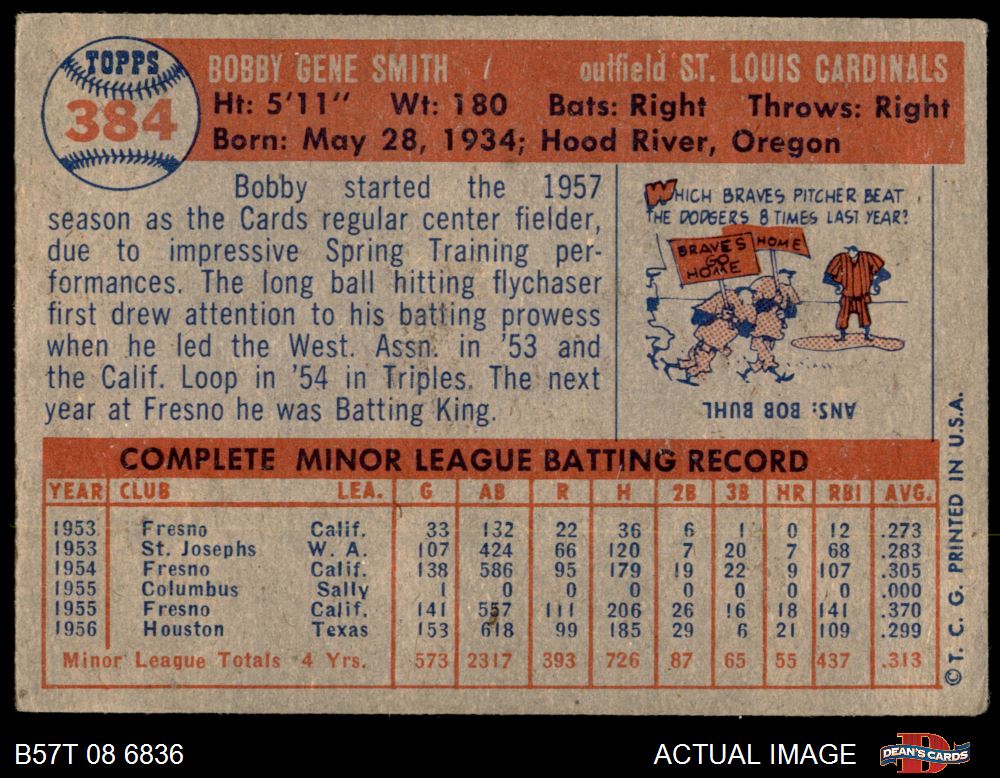 TOPPS
384
BOBBY GENE SMITH / outfield ST. LOUIS CARDINALS
Ht: 5'11" Wt: 180 Bats: Right Throws: Right
Born: May 28, 1934; Hood River, Oregon
Bobby started the 1957
season as the Cards regular center fielder,
due to impressive Spring Training per-
formances. The long ball hitting flychaser
first drew attention to his batting prowess
when he led the West. Assn. in '53 and
the Calif. Loop in '54 in Triples. The next
year at Fresno he was Batting King.
WHICH BRAVES PITCHER BEAT
THE DODGERS 8 TIMES LAST YEAR?
BRAVES
GO
HOME
HOME
ANS: BOB BUHL
COMPLETE MINOR LEAGUE BATTING RECORD
YEAR CLUB LEA. G AB R H 2B 3B HR RBI AVG.
1953 Fresno Calif. 33 132 22 36 6 1 0 12 .273
1953 St. Josephs W. A. 107 424 66 120 7 20 7 68 .283
1954 Fresno Calif. 138 586 95 179 19 22 9 107 .305
1955 Columbus Sally 1 0 0 0 0 0 0 0 .000
1955 Fresno Calif. 141 557 111 206 26 16 18 141 .370
1956 Houston Texas 153 618 99 185 29 6 21 109 .299
Minor League Totals 4 Yrs. 573 2317 393 726 87 65 55 437 .313
©T. C. G. PRINTED IN U.S.A.
B57T 08 6836
ACTUAL IMAGE
DEAN'S CARDS